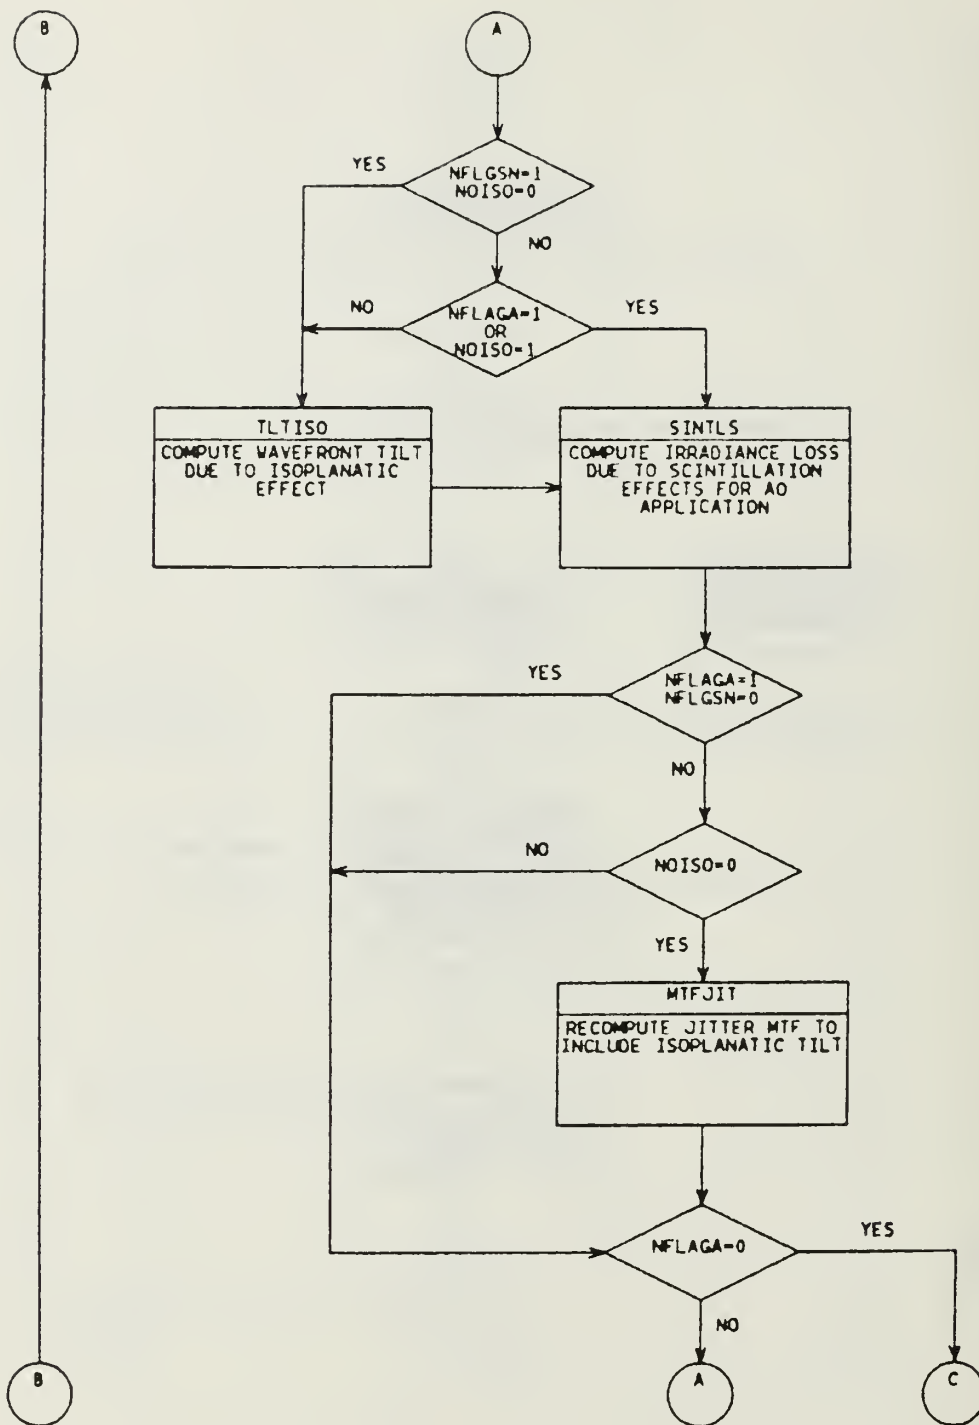 B
A
YES
NFLGSN=1
NOISO=0
NO
NO
NFLAGA=1
OR
NOISO=1
YES
TLTISO
COMPUTE WAVEFRONT TILT
DUE TO ISOPLANATIC
EFFECT
SINTLS
COMPUTE IRRADIANCE LOSS
DUE TO SCINTILLATION
EFFECTS FOR AO
APPLICATION
YES
NFLAGA=1
NFLGSN=0
NO
NO
NOISO=0
YES
MTFJIT
RECOMPUTE JITTER MTF TO
INCLUDE ISOPLANATIC TILT
NFLAGA=0
YES
NO
B
A
C